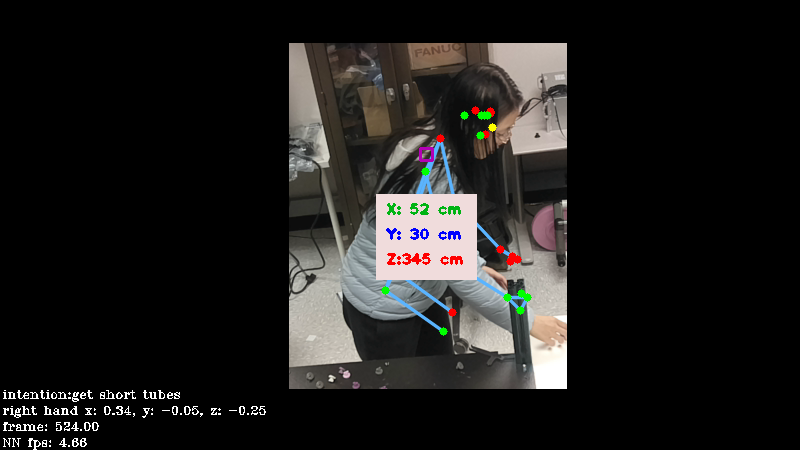 FANUC
X: 52 cm
Y: 30 cm
Z:345 cm
intention:get short tubes
right hand x: 0.34, y: -0.05, z: -0.25
frame: 524.00
NN fps: 4.66